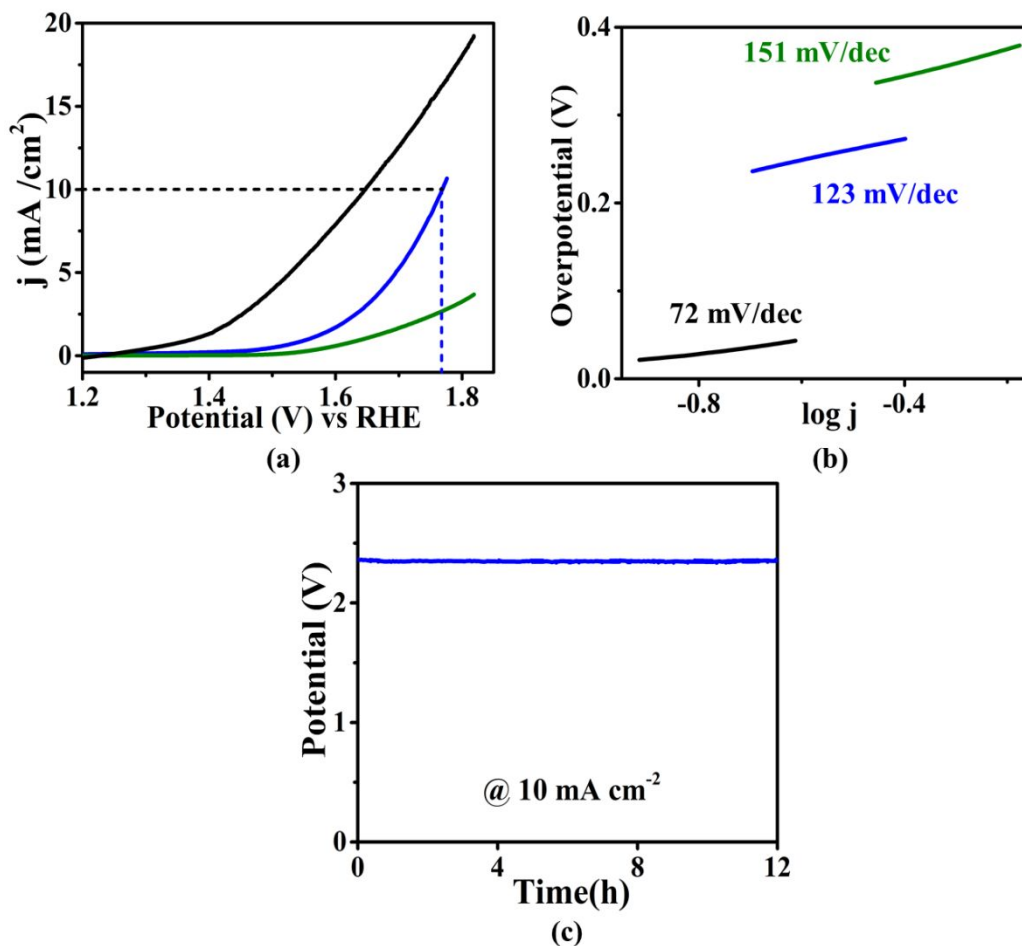 20
15
10
5
0
j (mA /cm²)
1.2
1.4
1.6
1.8
Potential (V) vs RHE
(a)
0.4
0.2
0.0
Overpotential (V)
151 mV/dec
123 mV/dec
72 mV/dec
-0.8
-0.4
log j
(b)
3
2
1
0
Potential (V)
@ 10 mA cm⁻²
0
4
8
12
Time(h)
(c)